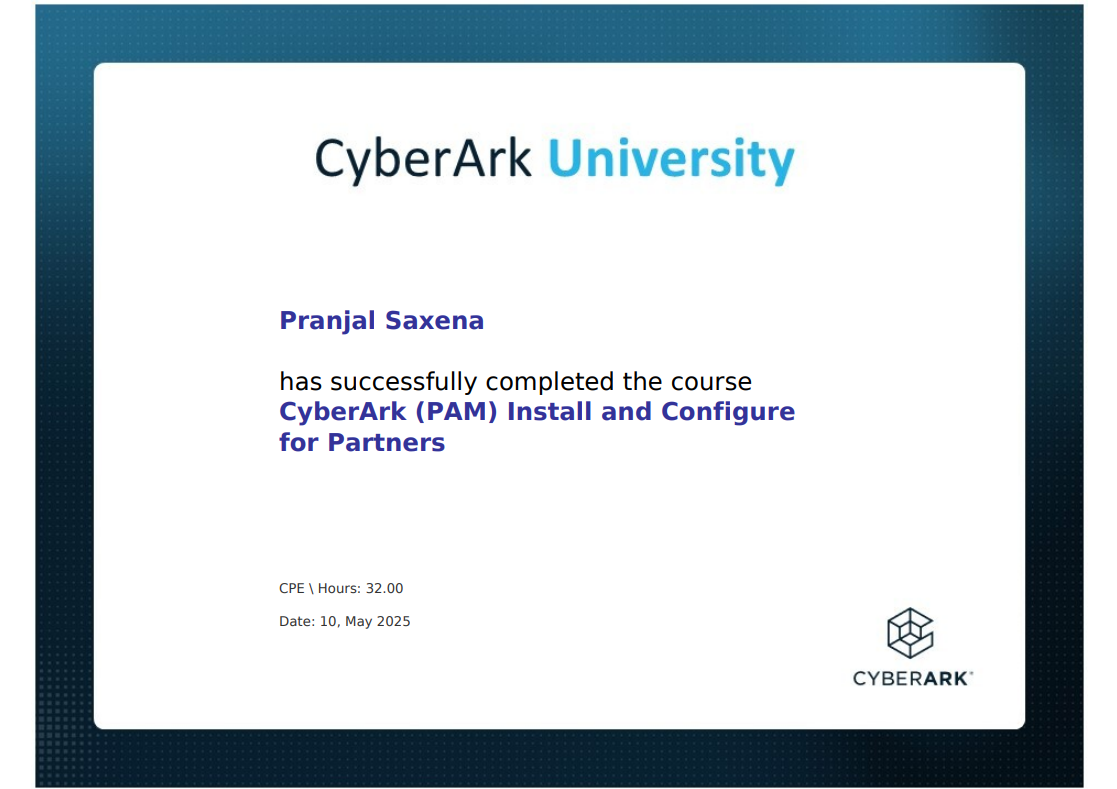 CyberArk University
Pranjal Saxena
has successfully completed the course
CyberArk (PAM) Install and Configure
for Partners
CPE \ Hours: 32.00
Date: 10, May 2025
CYBERARK®